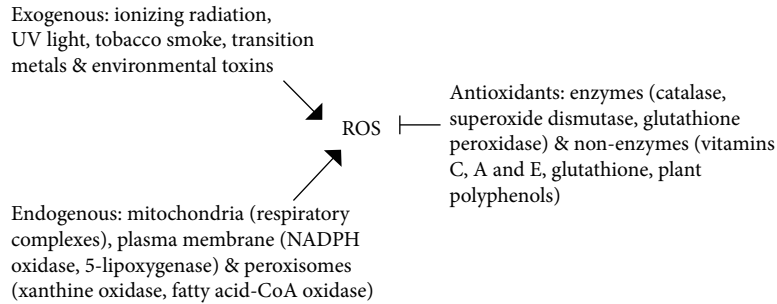 Exogenous: ionizing radiation,
UV light, tobacco smoke, transition
metals & environmental toxins
ROS
Antioxidants: enzymes (catalase,
superoxide dismutase, glutathione
peroxidase) & non-enzymes (vitamins
C, A and E, glutathione, plant
polyphenols)
Endogenous: mitochondria (respiratory
complexes), plasma membrane (NADPH
oxidase, 5-lipoxygenase) & peroxisomes
(xanthine oxidase, fatty acid-CoA oxidase)